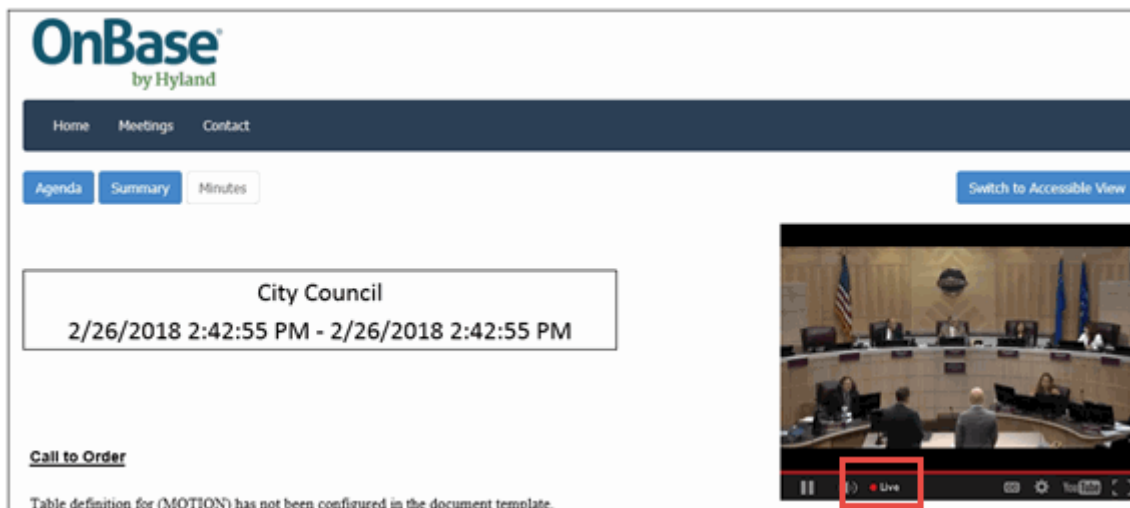 OnBase®
by Hyland
Home Meetings Contact
Agenda Summary Minutes Switch to Accessible View
City Council
2/26/2018 2:42:55 PM - 2/26/2018 2:42:55 PM
Call to Order
Table definition for (MOTION) has not been configured in the document template.
Live CC YouTube